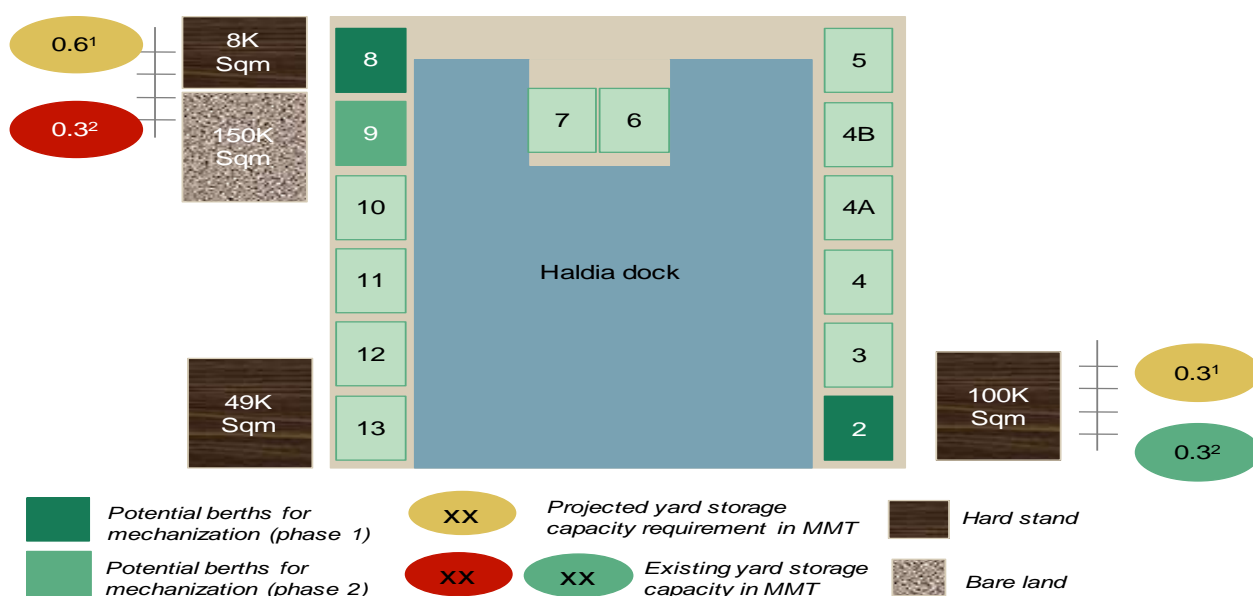 0.6¹
8K
Sqm
0.3²
150K
Sqm
49K
Sqm
8
9
10
11
12
13
7
6
Haldia dock
5
4B
4A
4
3
2
100K
Sqm
0.3¹
0.3²
Potential berths for
mechanization (phase 1)
Potential berths for
mechanization (phase 2)
xx
Projected yard storage
capacity requirement in MMT
xx
xx
Existing yard storage
capacity in MMT
Hard stand
Bare land